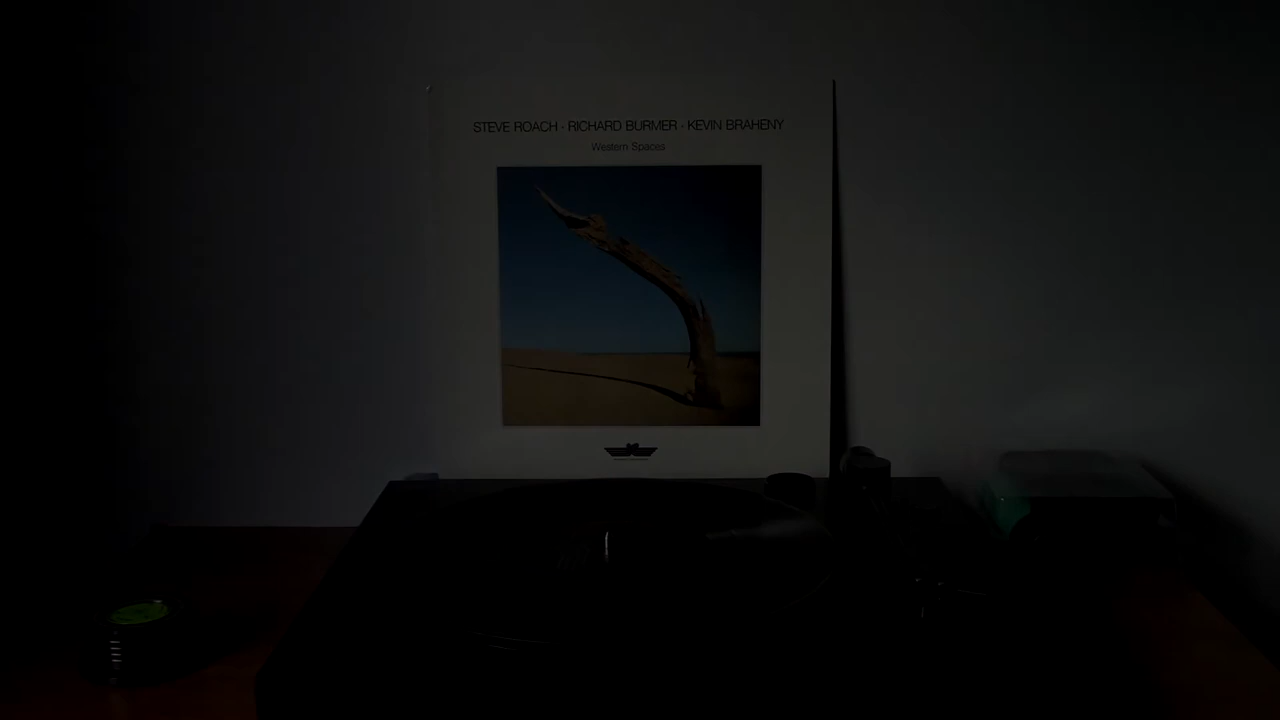 STEVE ROACH · RICHARD BURMER · KEVIN BRAHENY
Western Spaces